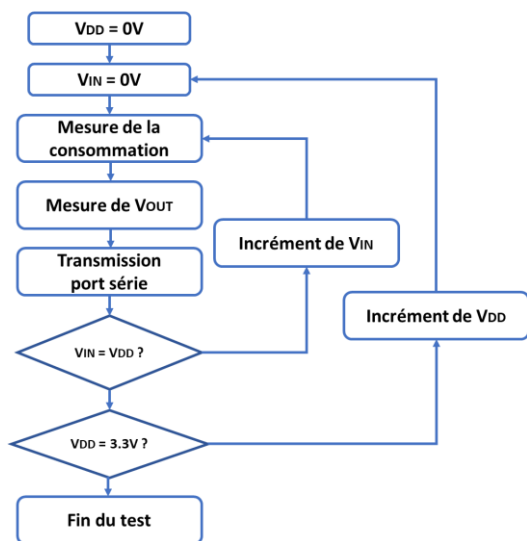 VDD = 0V
VIN = 0V
Mesure de la
consommation
Mesure de VOUT
Transmission
port série
VIN = VDD ?
VDD = 3.3V ?
Fin du test
Incrément de VIN
Incrément de VDD